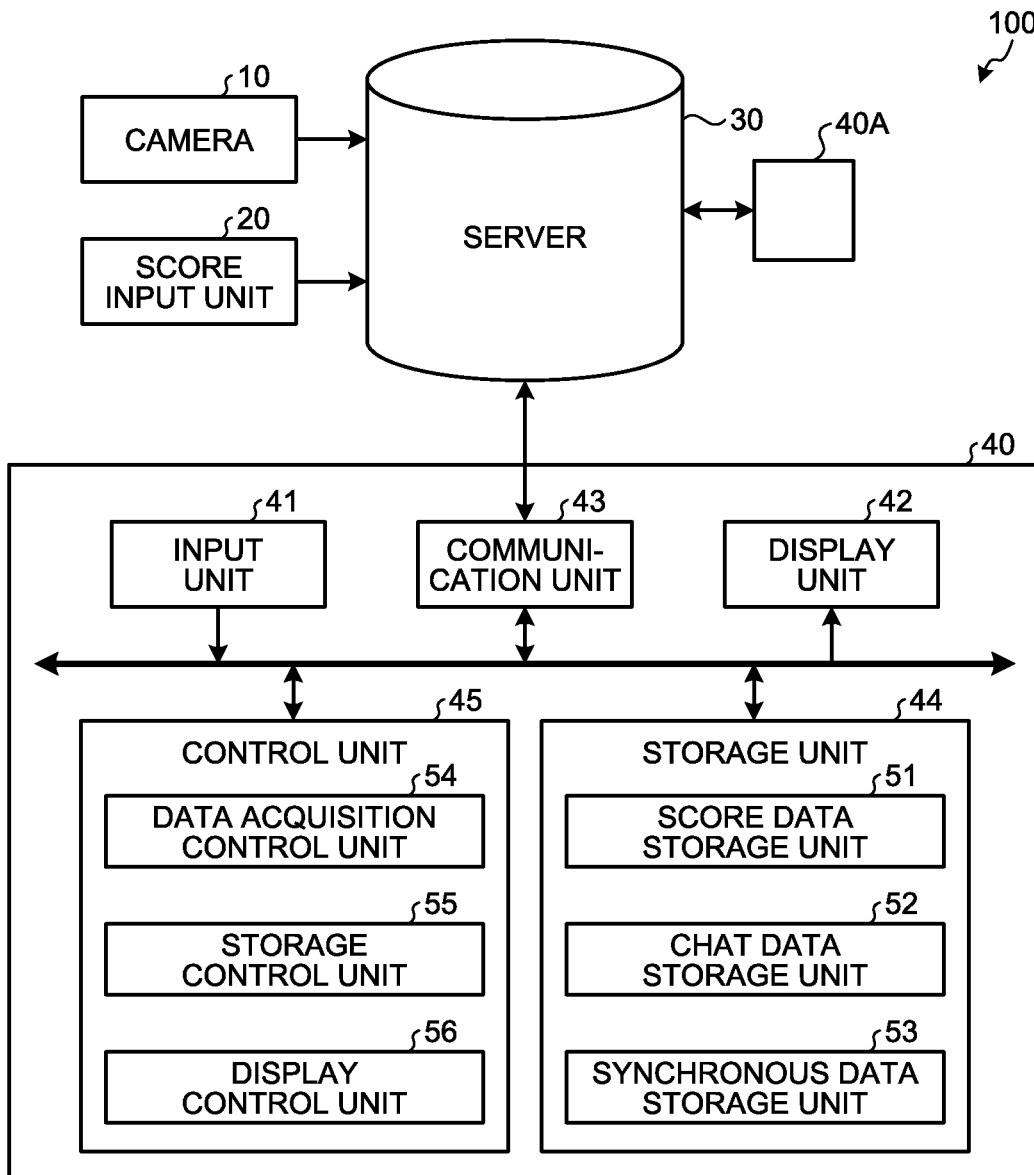 100
10
CAMERA
30
40A
20
SCORE
INPUT UNIT
SERVER
40
41
INPUT
UNIT
43
COMMUNI-
CATION UNIT
42
DISPLAY
UNIT
45
CONTROL UNIT
54
DATA ACQUISITION
CONTROL UNIT
55
STORAGE
CONTROL UNIT
56
DISPLAY
CONTROL UNIT
44
STORAGE UNIT
51
SCORE DATA
STORAGE UNIT
52
CHAT DATA
STORAGE UNIT
53
SYNCHRONOUS DATA
STORAGE UNIT